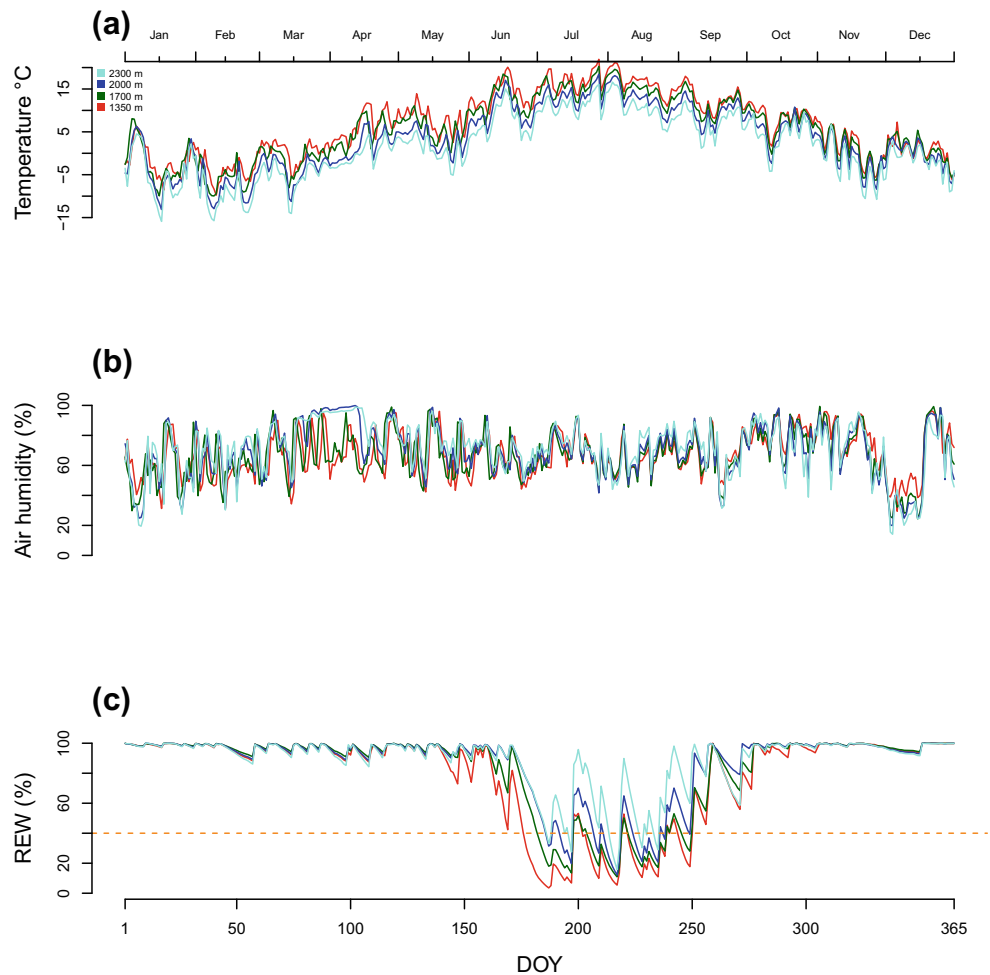 (a)
Jan Feb Mar Apr May Jun Jul Aug Sep Oct Nov Dec
Temperature °C
15
5
−5
−15
2300 m
2000 m
1700 m
1350 m
(b)
Air humidity (%)
100
60
20
0
(c)
REW (%)
100
60
20
0
1 50 100 150 200 250 300 365
DOY